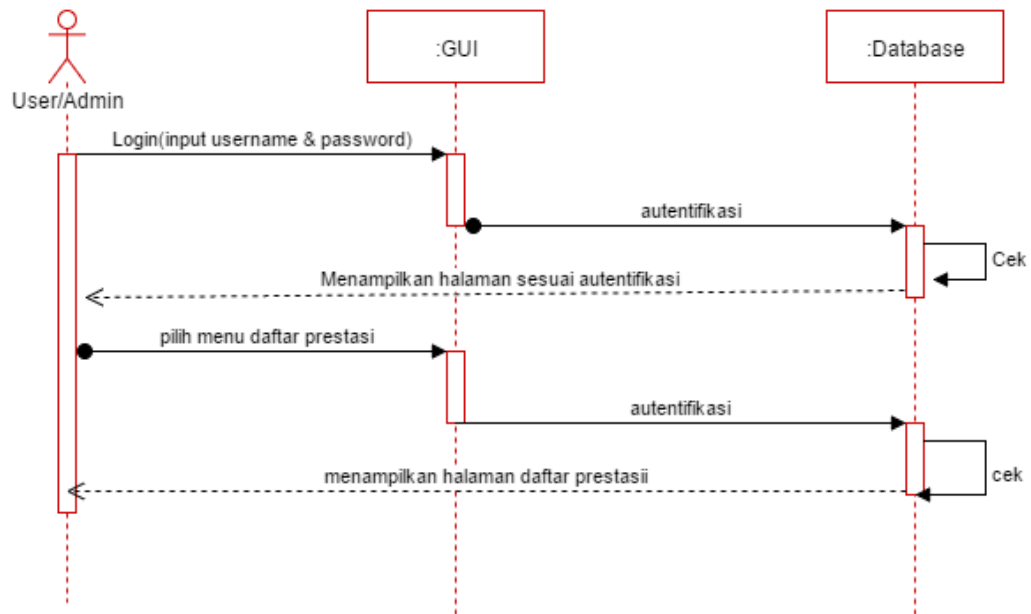 :GUI
:Database
User/Admin
Login(input username & password)
autentifikasi
Cek
Menampilkan halaman sesuai autentifikasi
pilih menu daftar prestasi
autentifikasi
cek
menampilkan halaman daftar prestasii